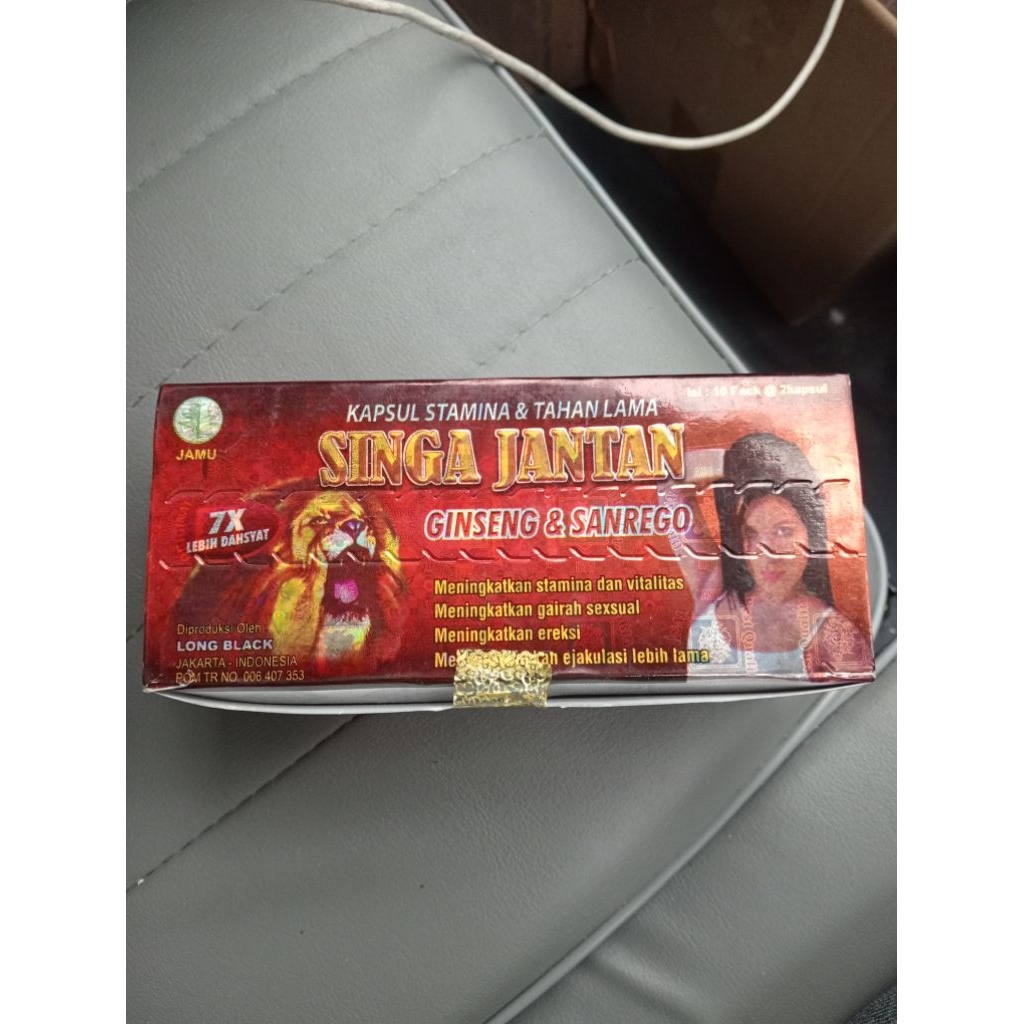 Isi : 10 Pack @ 2kapsul
KAPSUL STAMINA & TAHAN LAMA
JAMU
SINGA JANTAN
7X
LEBIH DAHSYAT
GINSENG & SANREGO
Meningkatkan stamina dan vitalitas
Meningkatkan gairah sexsual
Meningkatkan ereksi
ejakulasi lebih lama
Diproduksi Oleh
LONG BLACK
JAKARTA - INDONESIA
POM TR NO. 006 407 353